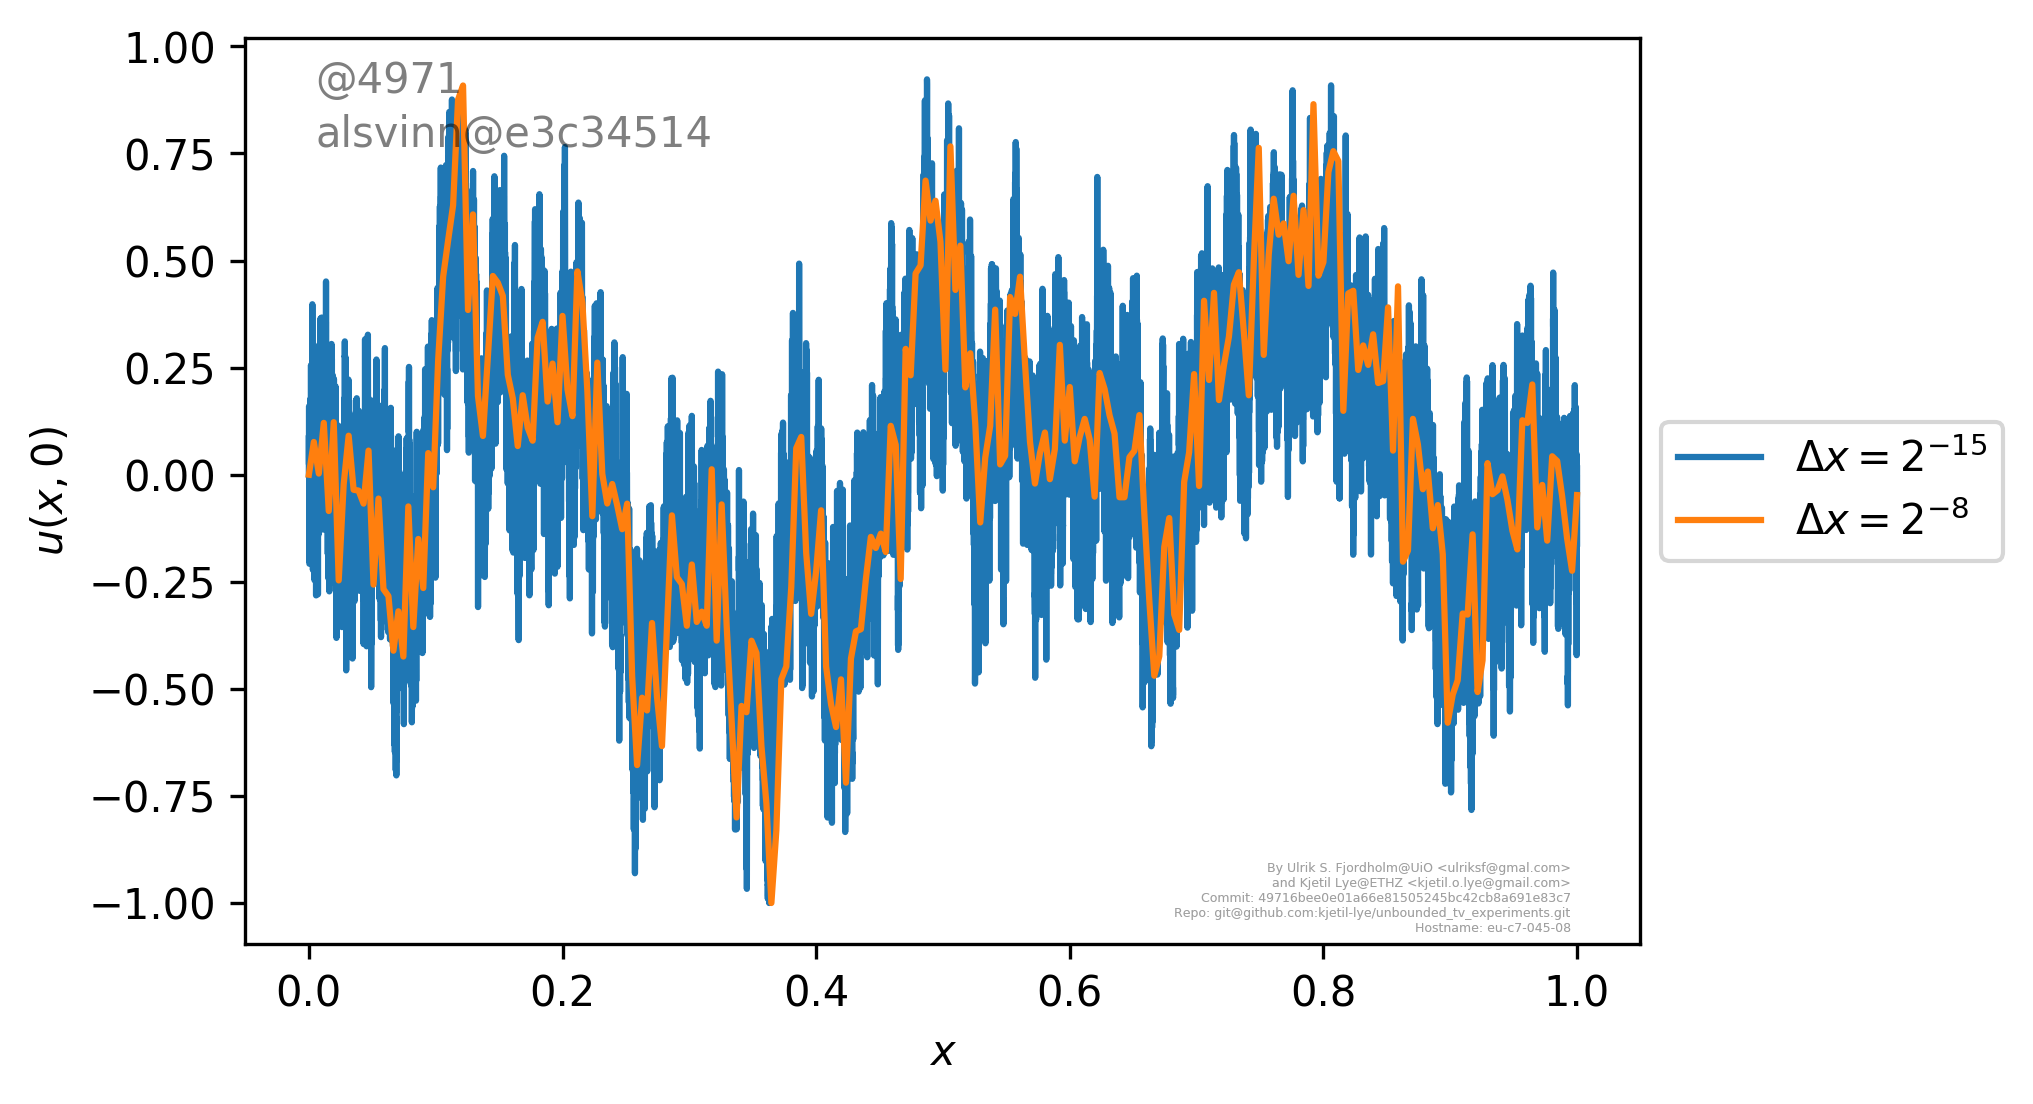 @4971
alsvinn@e3c34514
1.00
0.75
0.50
0.25
0.00
−0.25
−0.50
−0.75
−1.00
u(x, 0)
0.0 0.2 0.4 0.6 0.8 1.0
x
Δx = 2⁻¹⁵
Δx = 2⁻⁸
By Ulrik S. Fjordholm@UiO <ulriksf@gmal.com>
and Kjetil Lye@ETHZ <kjetil.o.lye@gmail.com>
Commit: 49716bee0e01a66e81505245bc42cb8a691e83c7
Repo: git@github.com:kjetil-lye/unbounded_tv_experiments.git
Hostname: eu-c7-045-08